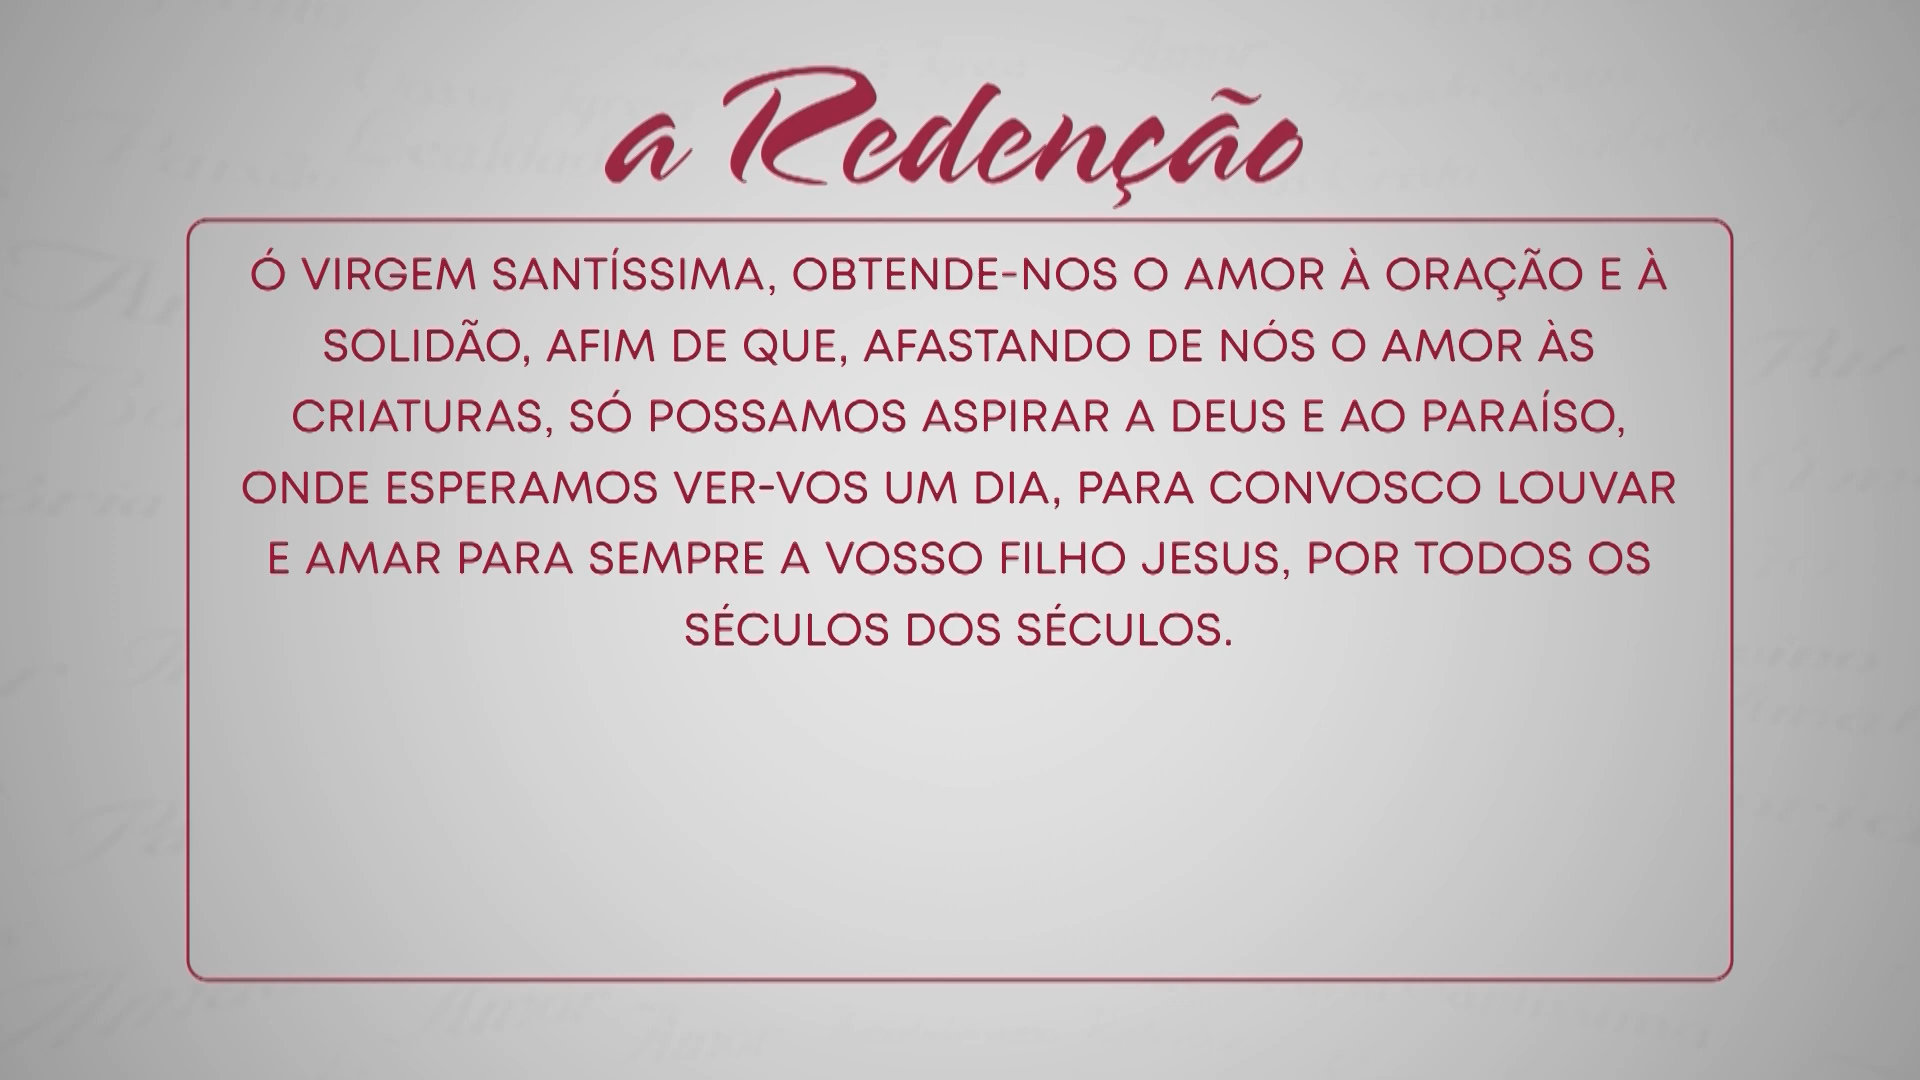 a Redenção
Ó VIRGEM SANTÍSSIMA, OBTENDE-NOS O AMOR À ORAÇÃO E À
SOLIDÃO, AFIM DE QUE, AFASTANDO DE NÓS O AMOR ÀS
CRIATURAS, SÓ POSSAMOS ASPIRAR A DEUS E AO PARAÍSO,
ONDE ESPERAMOS VER-VOS UM DIA, PARA CONVOSCO LOUVAR
E AMAR PARA SEMPRE A VOSSO FILHO JESUS, POR TODOS OS
SÉCULOS DOS SÉCULOS.